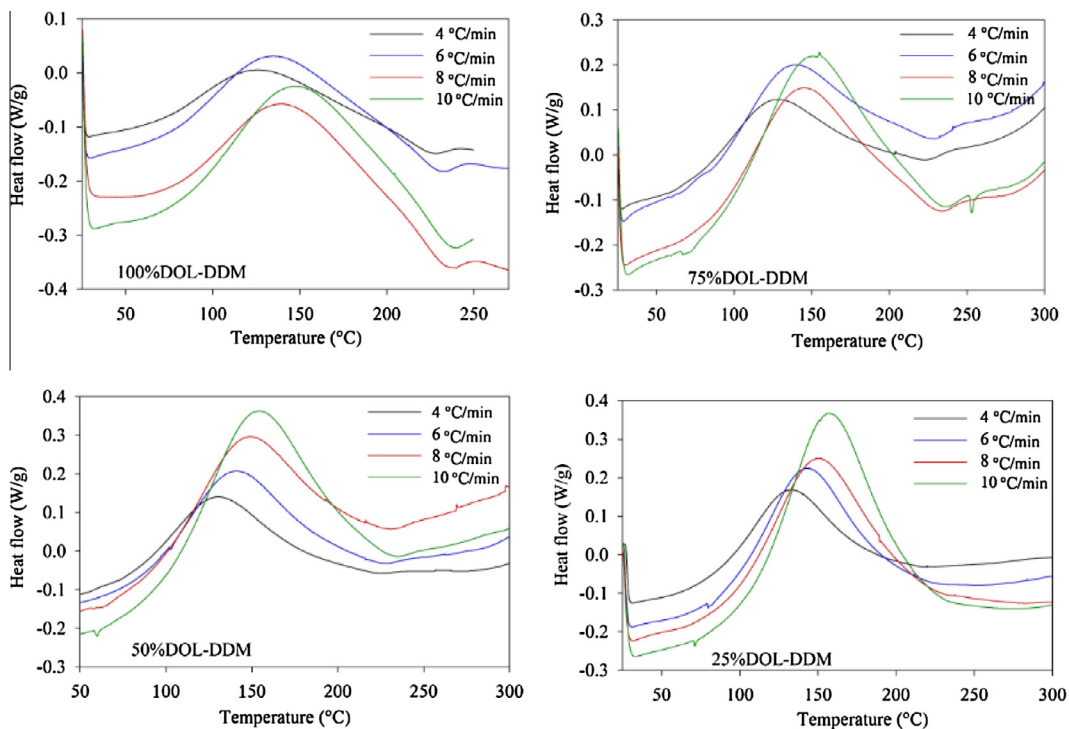 0.1
0.0
-0.1
-0.2
-0.3
-0.4
Heat flow (W/g)
4 °C/min
6 °C/min
8 °C/min
10 °C/min
100%DOL-DDM
50 100 150 200 250
Temperature (°C)
0.3
0.2
0.1
0.0
-0.1
-0.2
-0.3
Heat flow (W/g)
4 °C/min
6 °C/min
8 °C/min
10 °C/min
75%DOL-DDM
50 100 150 200 250 300
Temperature (°C)
0.4
0.3
0.2
0.1
0.0
-0.1
-0.2
-0.3
Heat flow (W/g)
4 °C/min
6 °C/min
8 °C/min
10 °C/min
50%DOL-DDM
50 100 150 200 250 300
Temperature (°C)
0.4
0.3
0.2
0.1
0.0
-0.1
-0.2
-0.3
Heat flow (W/g)
4 °C/min
6 °C/min
8 °C/min
10 °C/min
25%DOL-DDM
50 100 150 200 250 300
Temperature (°C)